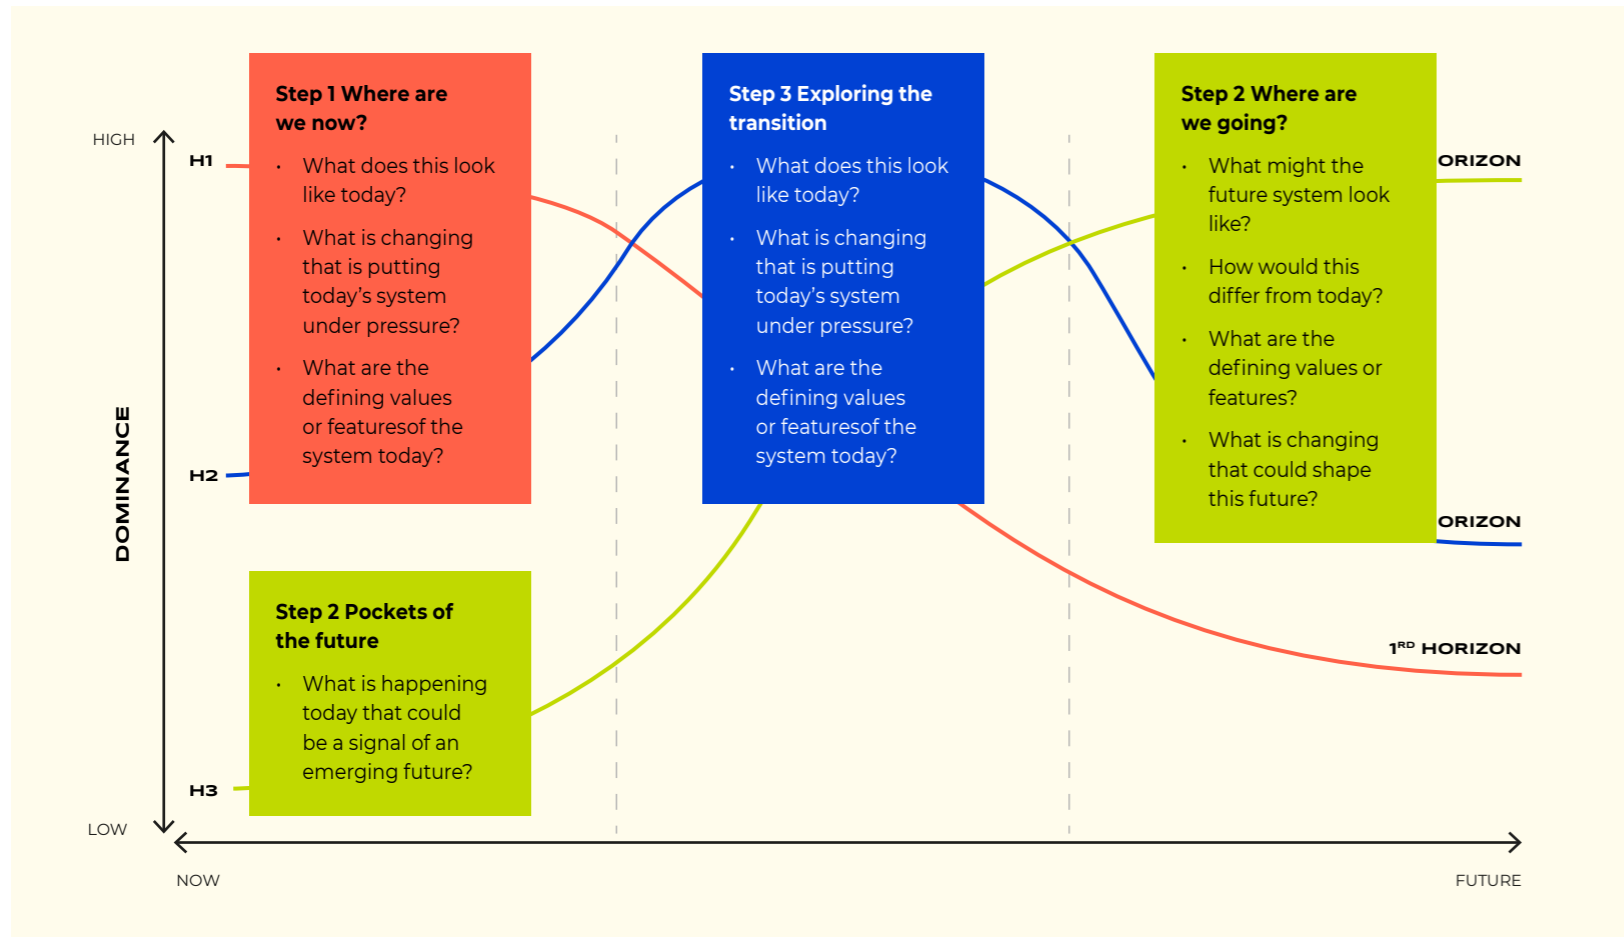 HIGH
DOMINANCE
LOW
H1
H2
H3
Step 1 Where are
we now?
• What does this look
like today?
• What is changing
that is putting
today’s system
under pressure?
• What are the
defining values
or featuresof the
system today?
Step 2 Pockets of
the future
• What is happening
today that could
be a signal of an
emerging future?
Step 3 Exploring the
transition
• What does this look
like today?
• What is changing
that is putting
today’s system
under pressure?
• What are the
defining values
or featuresof the
system today?
Step 2 Where are
we going?
• What might the
future system look
like?
• How would this
differ from today?
• What are the
defining values or
features?
• What is changing
that could shape
this future?
ORIZON
ORIZON
1RD HORIZON
NOW
FUTURE